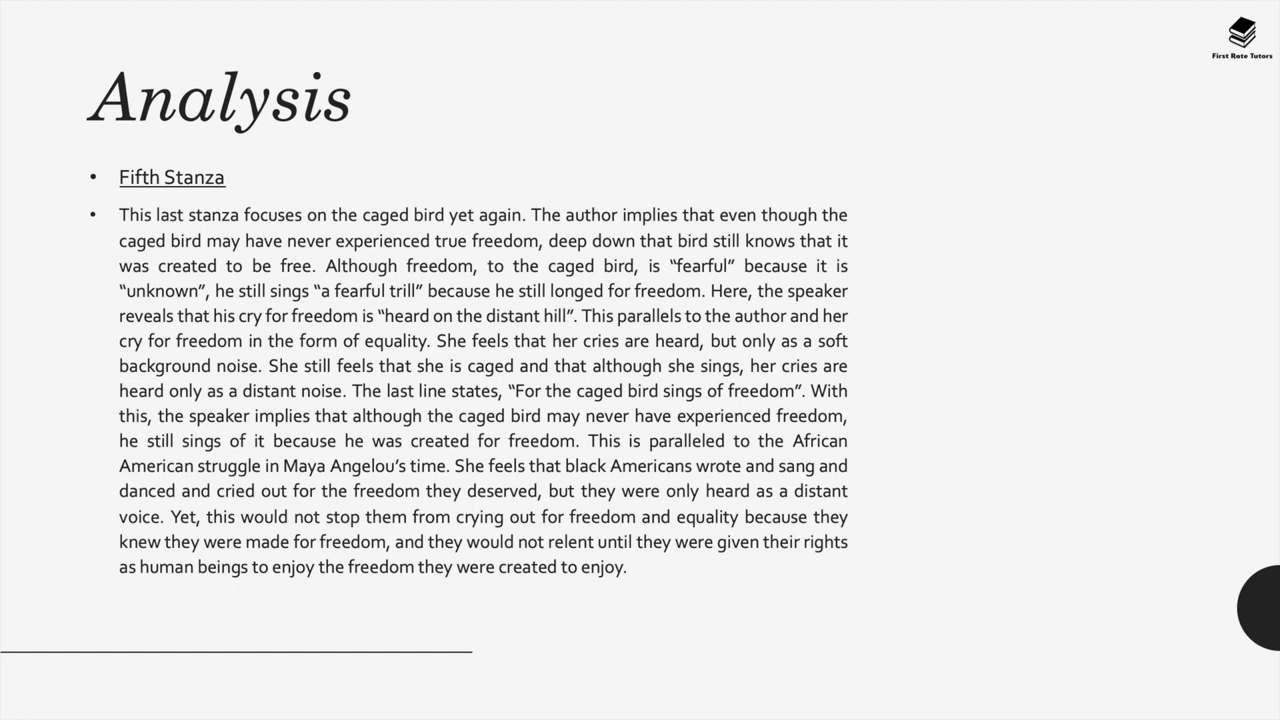 First Rate Tutors
Analysis
• Fifth Stanza
• This last stanza focuses on the caged bird yet again. The author implies that even though the
caged bird may have never experienced true freedom, deep down that bird still knows that it
was created to be free. Although freedom, to the caged bird, is “fearful” because it is
“unknown”, he still sings “a fearful trill” because he still longed for freedom. Here, the speaker
reveals that his cry for freedom is “heard on the distant hill”. This parallels to the author and her
cry for freedom in the form of equality. She feels that her cries are heard, but only as a soft
background noise. She still feels that she is caged and that although she sings, her cries are
heard only as a distant noise. The last line states, “For the caged bird sings of freedom”. With
this, the speaker implies that although the caged bird may never have experienced freedom,
he still sings of it because he was created for freedom. This is paralleled to the African
American struggle in Maya Angelou’s time. She feels that black Americans wrote and sang and
danced and cried out for the freedom they deserved, but they were only heard as a distant
voice. Yet, this would not stop them from crying out for freedom and equality because they
knew they were made for freedom, and they would not relent until they were given their rights
as human beings to enjoy the freedom they were created to enjoy.